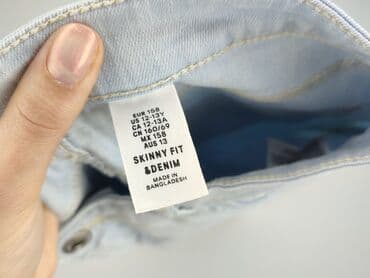 EUR 158
US 12-13Y
CA 12-13A
CN 160/69
MX 158
AUS 13
SKINNY FIT
&DENIM
MADE IN
BANGLADESH